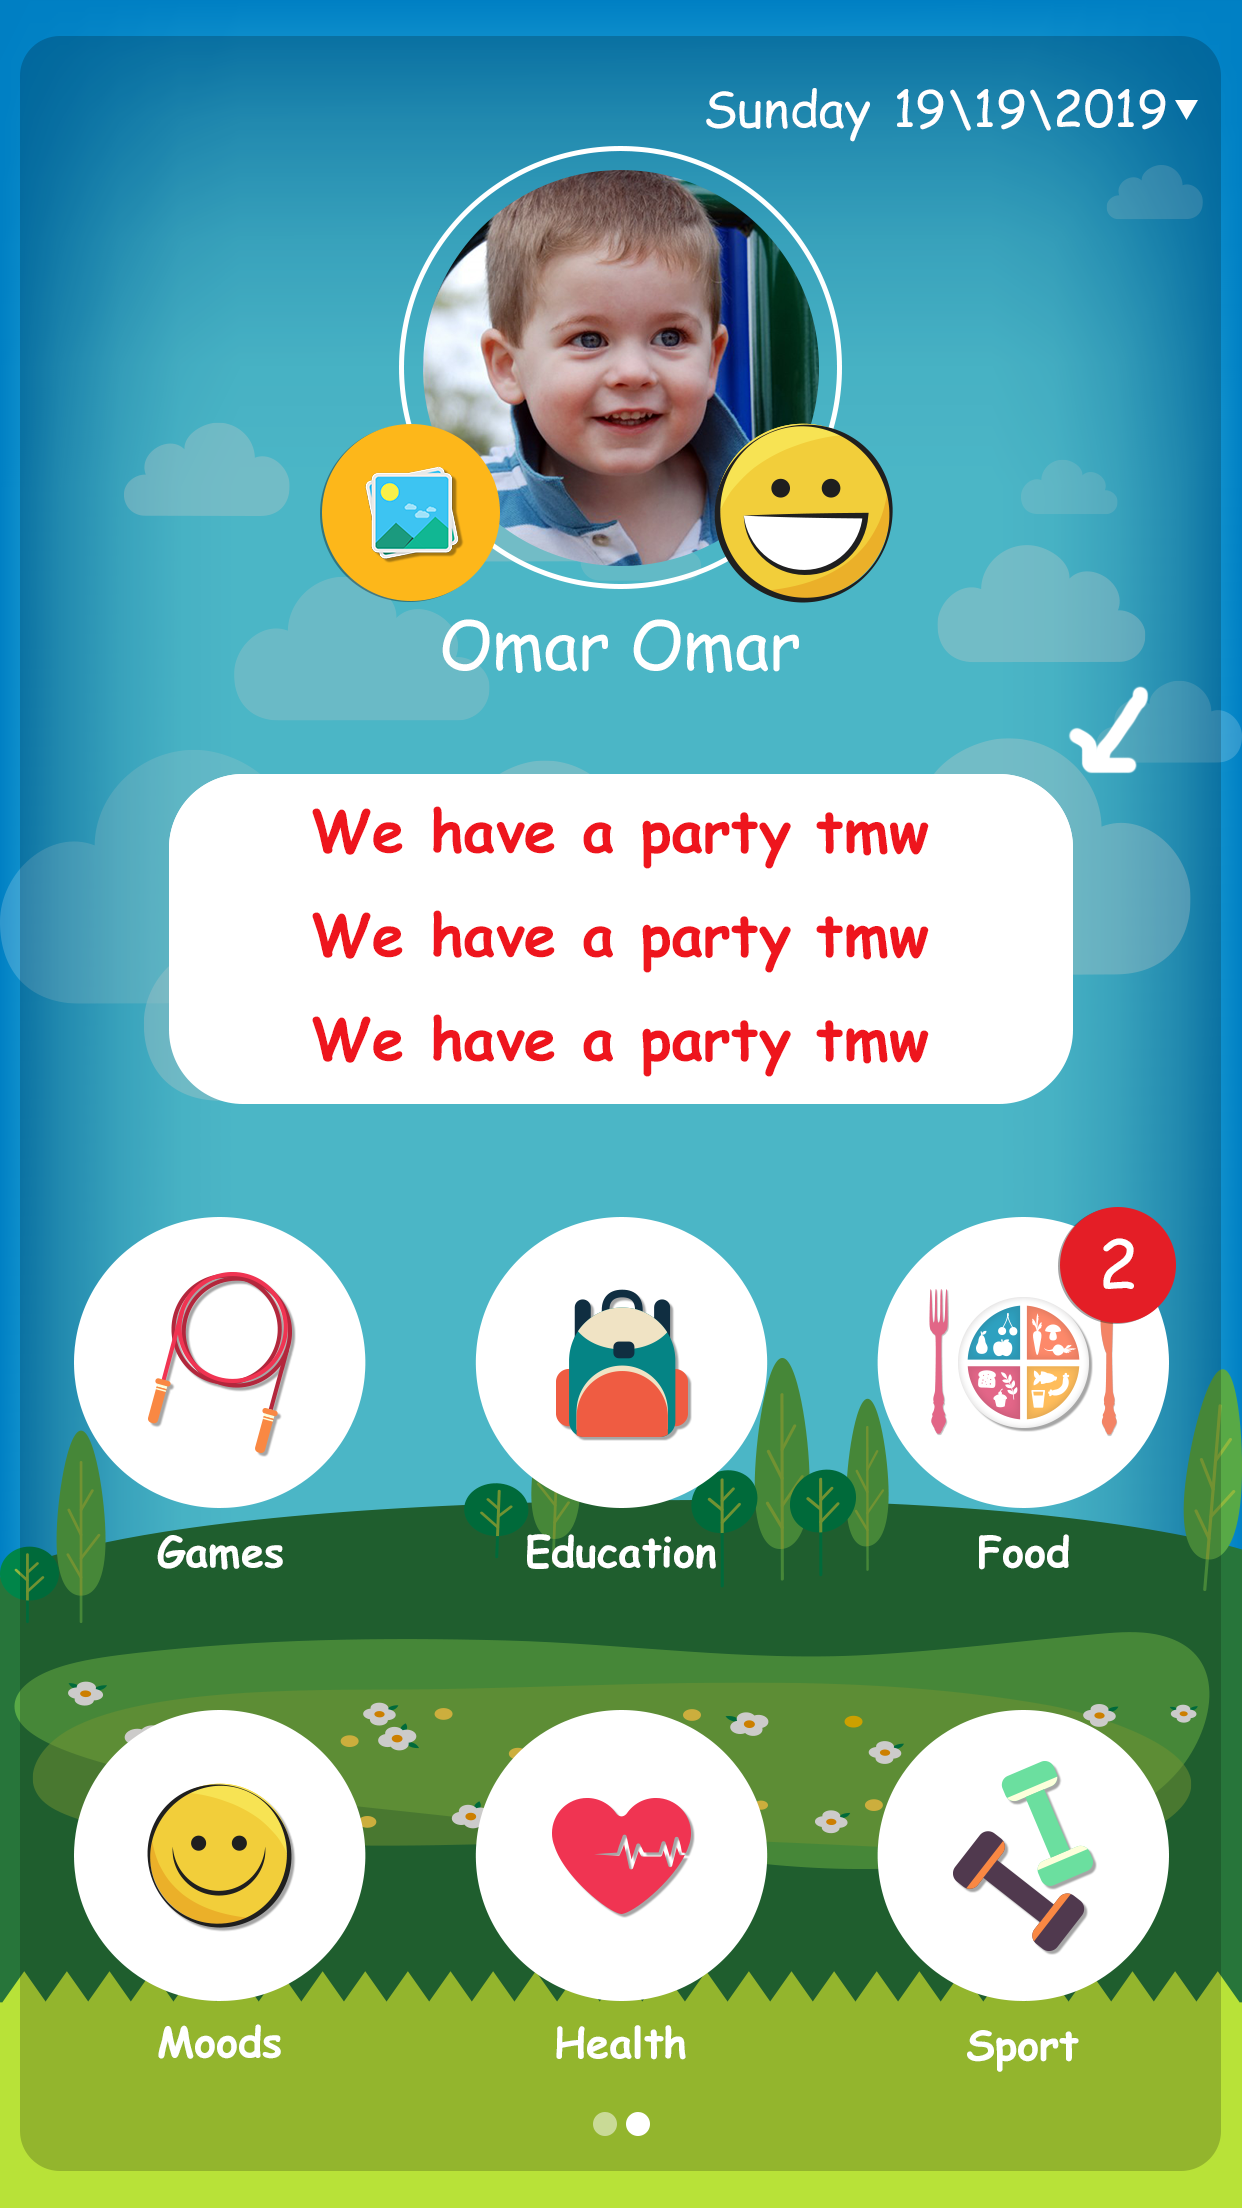 Sunday 19\19\2019
Omar Omar
We have a party tmw
We have a party tmw
We have a party tmw
2
Games
Education
Food
Moods
Health
Sport